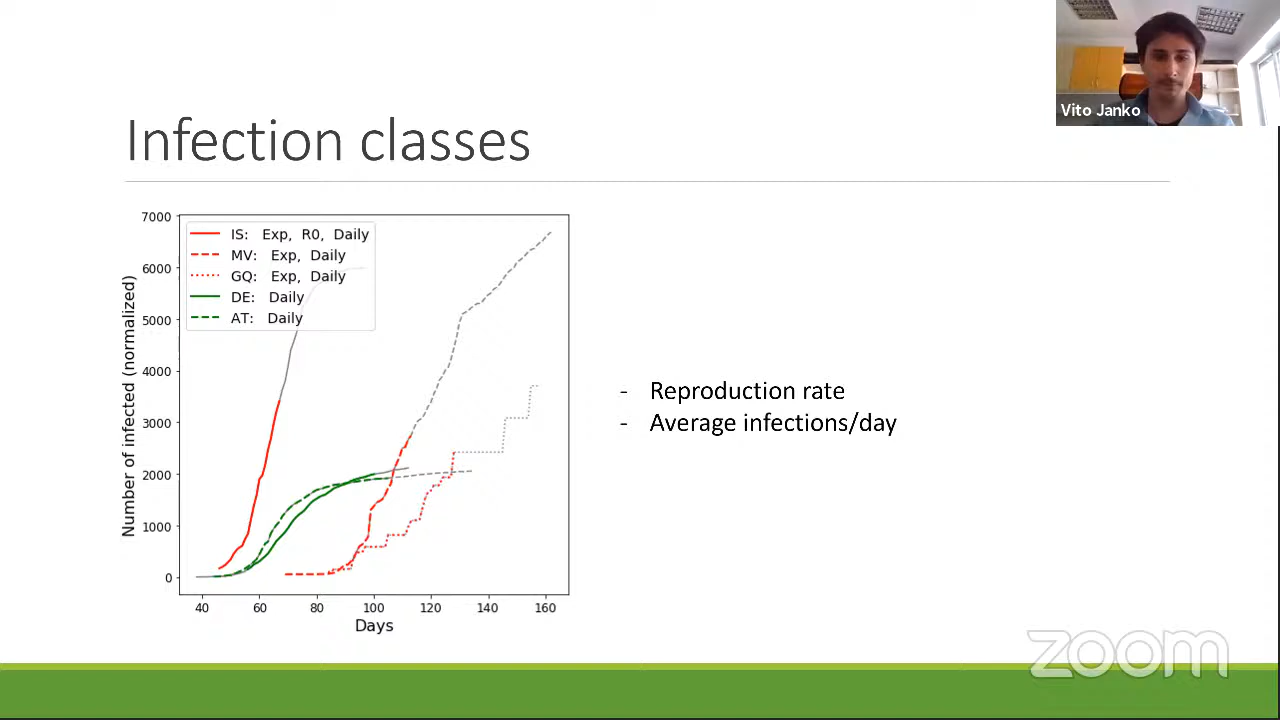 Vito Janko
Infection classes
7000
6000
5000
4000
3000
2000
1000
0
Number of infected (normalized)
IS: Exp, R0, Daily
MV: Exp, Daily
GQ: Exp, Daily
DE: Daily
AT: Daily
40 60 80 100 120 140 160
Days
- Reproduction rate
- Average infections/day
zoom